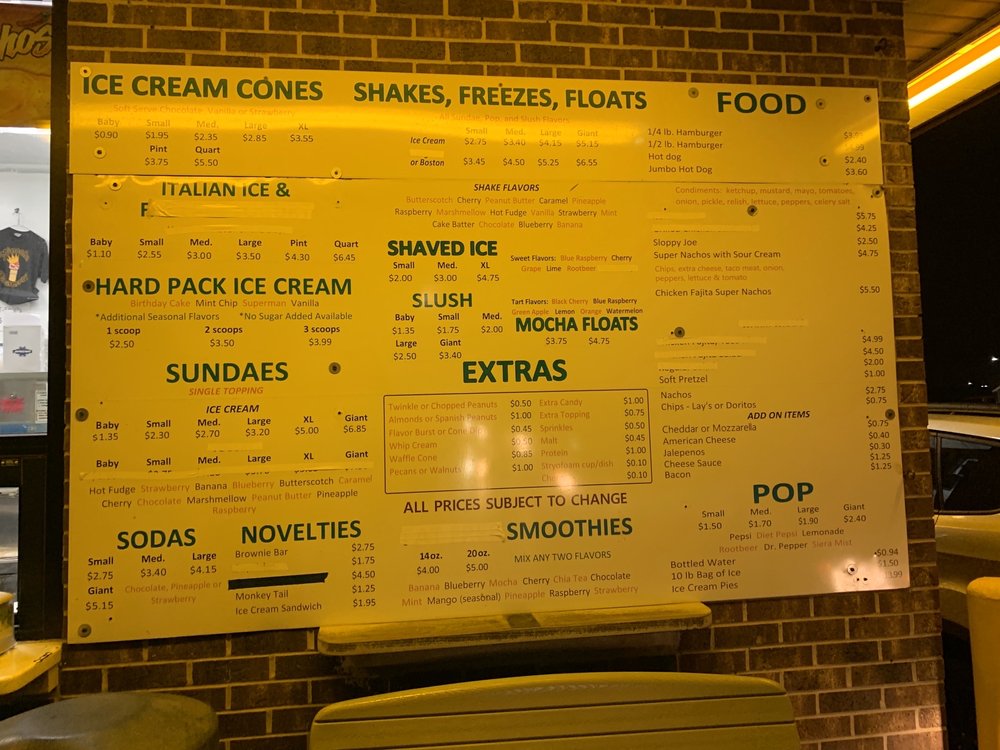 ICE CREAM CONES
Soft Serve Chocolate, Vanilla or Strawberry
Baby Small Med. Large XL
$0.90 $1.95 $2.35 $2.85 $3.55
Pint Quart
$3.75 $5.50
SHAKES, FREEZES, FLOATS
All Sundae, Pop, and Slush Flavors
Small Med. Large Giant
Ice Cream $2.75 $3.40 $4.15 $5.15
or Boston $3.45 $4.50 $5.25 $6.55
FOOD
1/4 lb. Hamburger
1/2 lb. Hamburger
Hot dog $2.40
Jumbo Hot Dog $3.60
Condiments: ketchup, mustard, mayo, tomatoes,
onion, pickle, relish, lettuce, peppers, celery salt
$5.75
$4.25
Sloppy Joe $2.50
Super Nachos with Sour Cream $4.75
Chips, extra cheese, taco meat, onion,
peppers, lettuce & tomato
Chicken Fajita Super Nachos $5.50
$4.99
$4.50
$2.00
Soft Pretzel $1.00
Nachos $2.75
Chips - Lay's or Doritos $0.75
ADD ON ITEMS
Cheddar or Mozzarella $0.75
American Cheese $0.40
Jalepenos $0.30
Cheese Sauce $1.25
Bacon $1.25
ITALIAN ICE &
Baby Small Med. Large Pint Quart
$1.10 $2.55 $3.00 $3.50 $4.30 $6.45
HARD PACK ICE CREAM
Birthday Cake Mint Chip Superman Vanilla
*Additional Seasonal Flavors *No Sugar Added Available
1 scoop 2 scoops 3 scoops
$2.50 $3.50 $3.99
SUNDAES
SINGLE TOPPING
ICE CREAM
Baby Small Med. Large XL Giant
$1.35 $2.30 $2.70 $3.20 $5.00 $6.85
Baby Small Med. Large XL Giant
Hot Fudge Strawberry Banana Blueberry Butterscotch Caramel
Cherry Chocolate Marshmellow Peanut Butter Pineapple
Raspberry
SHAKE FLAVORS
Butterscotch Cherry Peanut Butter Caramel Pineapple
Raspberry Marshmellow Hot Fudge Vanilla Strawberry Mint
Cake Batter Chocolate Blueberry Banana
SHAVED ICE
Small Med. XL
$2.00 $3.00 $4.75
Sweet Flavors: Blue Raspberry Cherry
Grape Lime Rootbeer
SLUSH
Baby Small Med.
$1.35 $1.75 $2.00
Large Giant
$2.50 $3.40
Tart Flavors: Black Cherry Blue Raspberry
Green Apple Lemon Orange Watermelon
MOCHA FLOATS
$3.75 $4.75
EXTRAS
Twinkle or Chopped Peanuts $0.50
Almonds or Spanish Peanuts $1.00
Flavor Burst or Cone Dip $0.45
Whip Cream
Waffle Cone $0.85
Pecans or Walnuts $1.00
Extra Candy $1.00
Extra Topping $0.75
Sprinkles $0.50
Malt $0.45
Protein $1.00
Stryofoam cup/dish $0.10
$0.10
ALL PRICES SUBJECT TO CHANGE
SODAS
Small Med. Large
$2.75 $3.40 $4.15
Giant
$5.15
Chocolate, Pineapple or
Strawberry
NOVELTIES
Brownie Bar $2.75
$1.75
$4.50
Monkey Tail $1.25
Ice Cream Sandwich $1.95
SMOOTHIES
14oz. 20oz.
$4.00 $5.00
MIX ANY TWO FLAVORS
Banana Blueberry Mocha Cherry Chia Tea Chocolate
Mint Mango (seasonal) Pineapple Raspberry Strawberry
POP
Small Med. Large Giant
$1.50 $1.70 $1.90 $2.40
Pepsi Diet Pepsi Lemonade
Rootbeer Dr. Pepper Siera Mist
Bottled Water $0.94
10 lb Bag of Ice
Ice Cream Pies